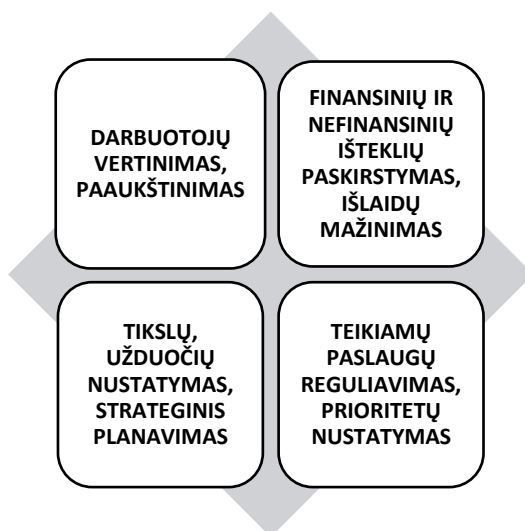 DARBUOTOJŲ
VERTINIMAS,
PAAUKŠTINIMAS
FINANSINIŲ IR
NEFINANSINIŲ
IŠTEKLIŲ
PASKIRSTYMAS,
IŠLAIDŲ
MAŽINIMAS
TIKSLŲ,
UŽDUOČIŲ
NUSTATYMAS,
STRATEGINIS
PLANAVIMAS
TEIKIAMŲ
PASLAUGŲ
REGULIAVIMAS,
PRIORITETŲ
NUSTATYMAS